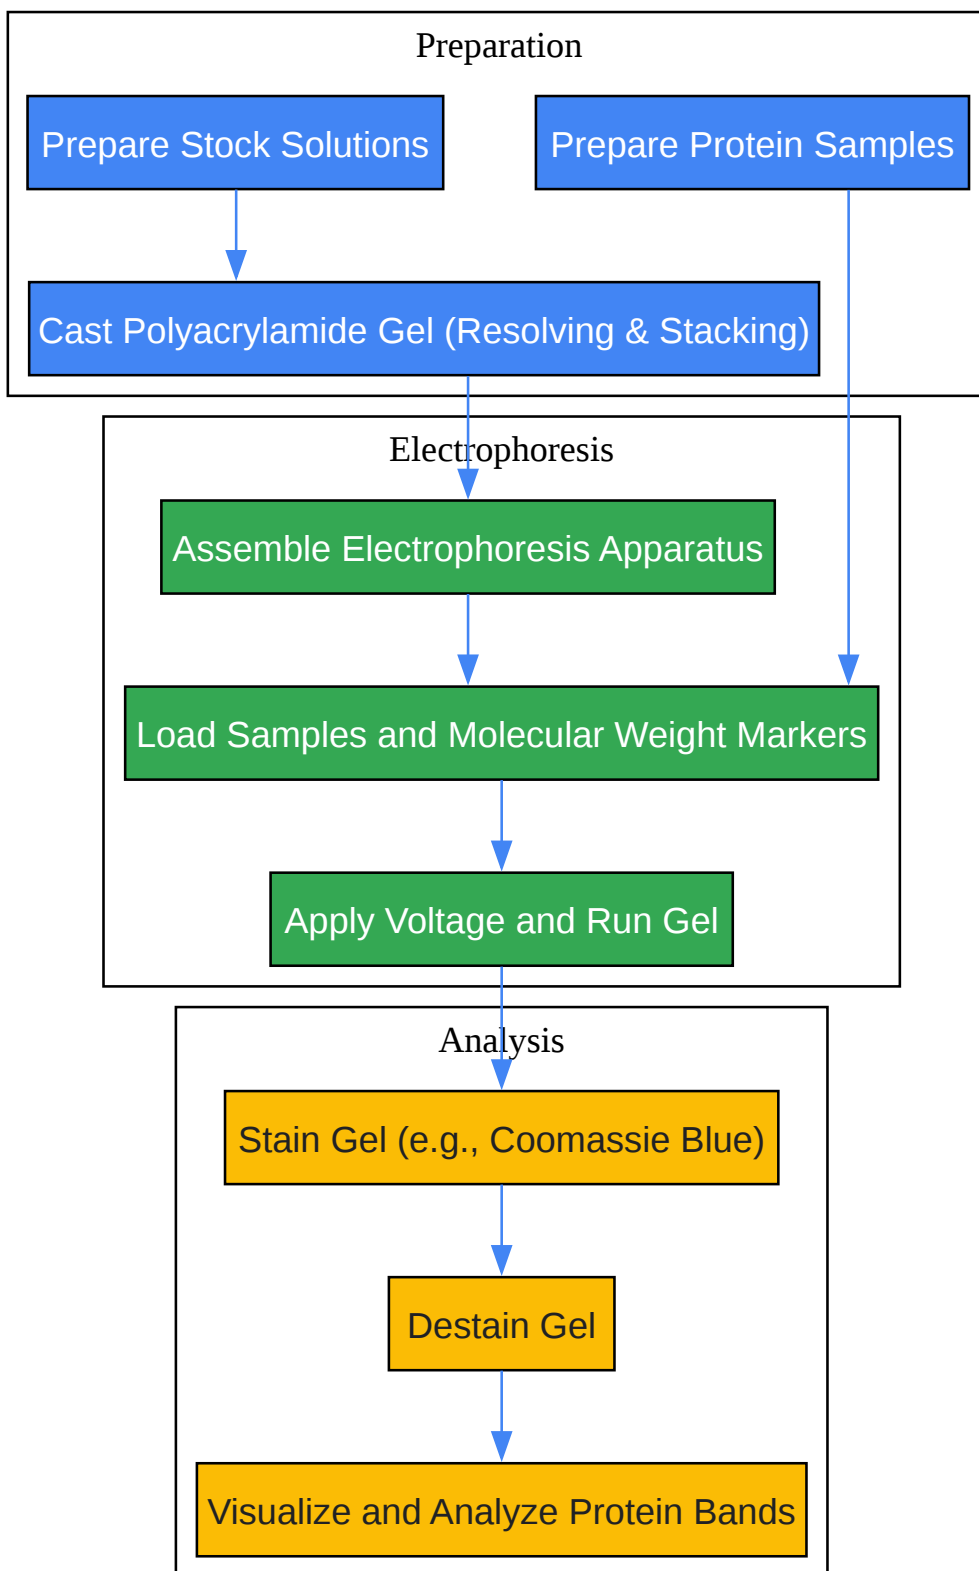 Preparation
Prepare Stock Solutions
Prepare Protein Samples
Cast Polyacrylamide Gel (Resolving & Stacking)
Electrophoresis
Assemble Electrophoresis Apparatus
Load Samples and Molecular Weight Markers
Apply Voltage and Run Gel
Analysis
Stain Gel (e.g., Coomassie Blue)
Destain Gel
Visualize and Analyze Protein Bands